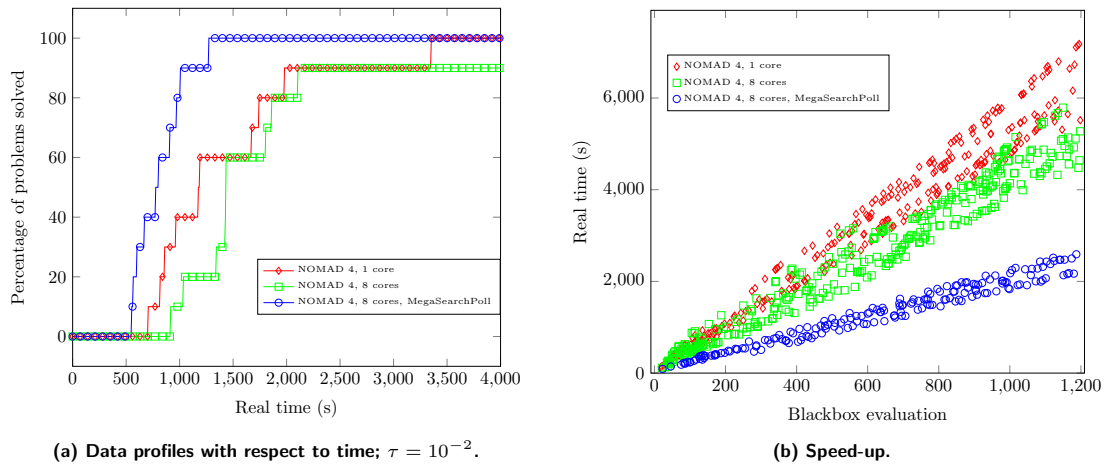 100
80
60
40
20
0
Percentage of problems solved
NOMAD 4, 1 core
NOMAD 4, 8 cores
NOMAD 4, 8 cores, MegaSearchPoll
0 500 1,000 1,500 2,000 2,500 3,000 3,500 4,000
Real time (s)
(a) Data profiles with respect to time; τ = 10⁻².
6,000
4,000
2,000
0
Real time (s)
NOMAD 4, 1 core
NOMAD 4, 8 cores
NOMAD 4, 8 cores, MegaSearchPoll
0 200 400 600 800 1,000 1,200
Blackbox evaluation
(b) Speed-up.